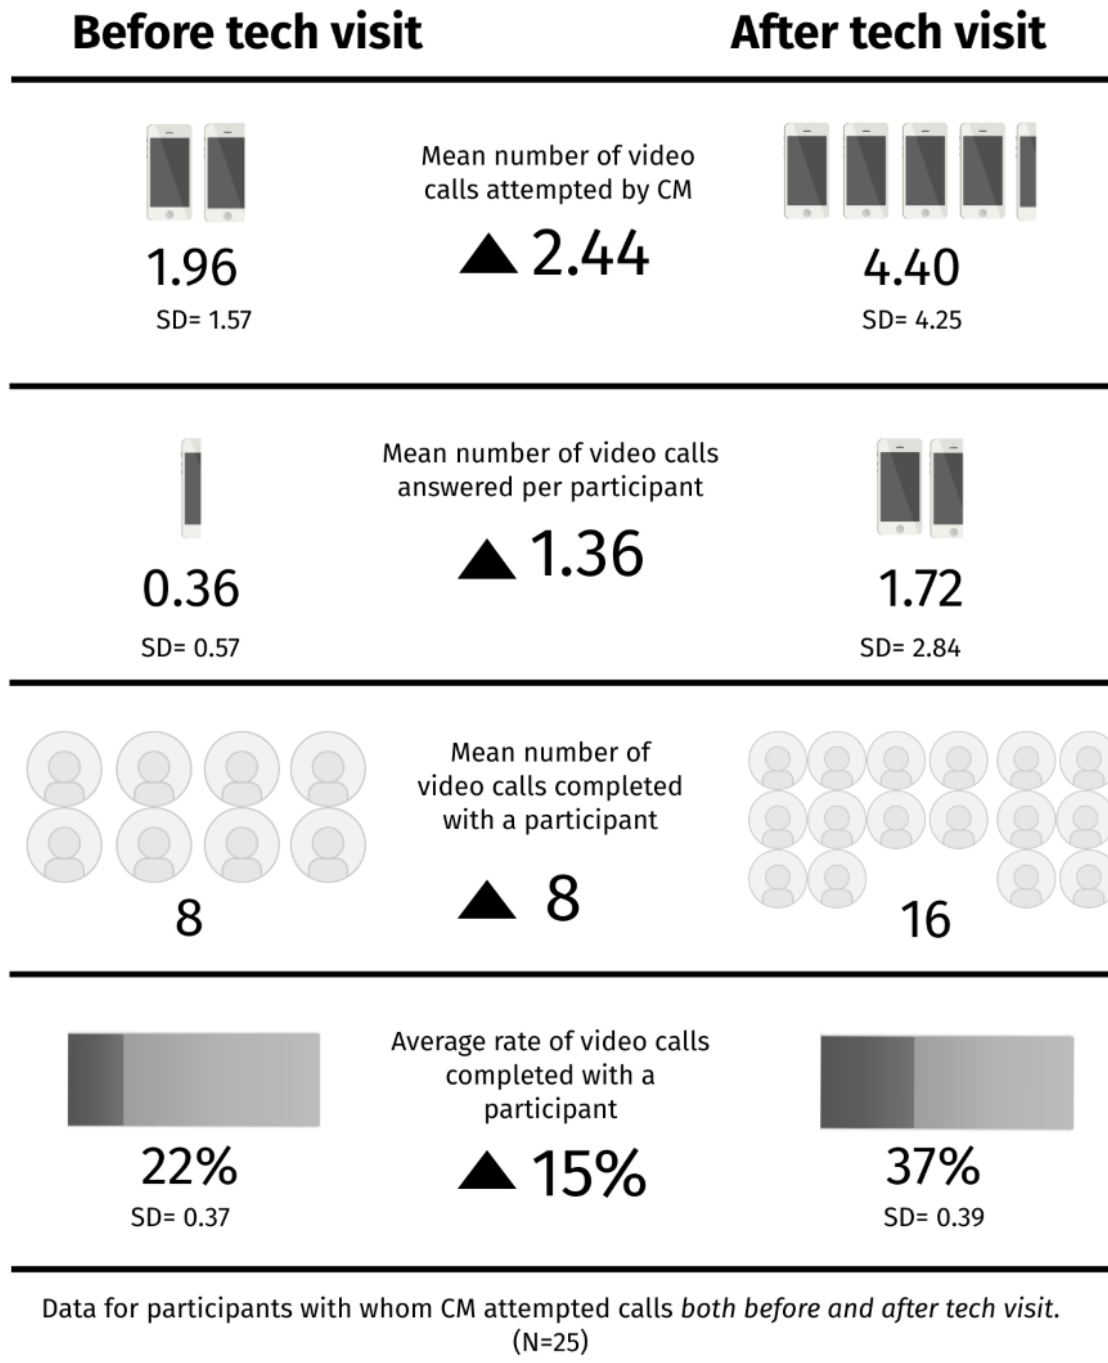 Before tech visit
After tech visit
Mean number of video
calls attempted by CM
1.96
▲ 2.44
4.40
SD= 1.57
SD= 4.25
Mean number of video calls
answered per participant
0.36
▲ 1.36
1.72
SD= 0.57
SD= 2.84
Mean number of
video calls completed
with a participant
8
▲ 8
16
Average rate of video calls
completed with a
participant
22%
▲ 15%
37%
SD= 0.37
SD= 0.39
Data for participants with whom CM attempted calls both before and after tech visit.
(N=25)